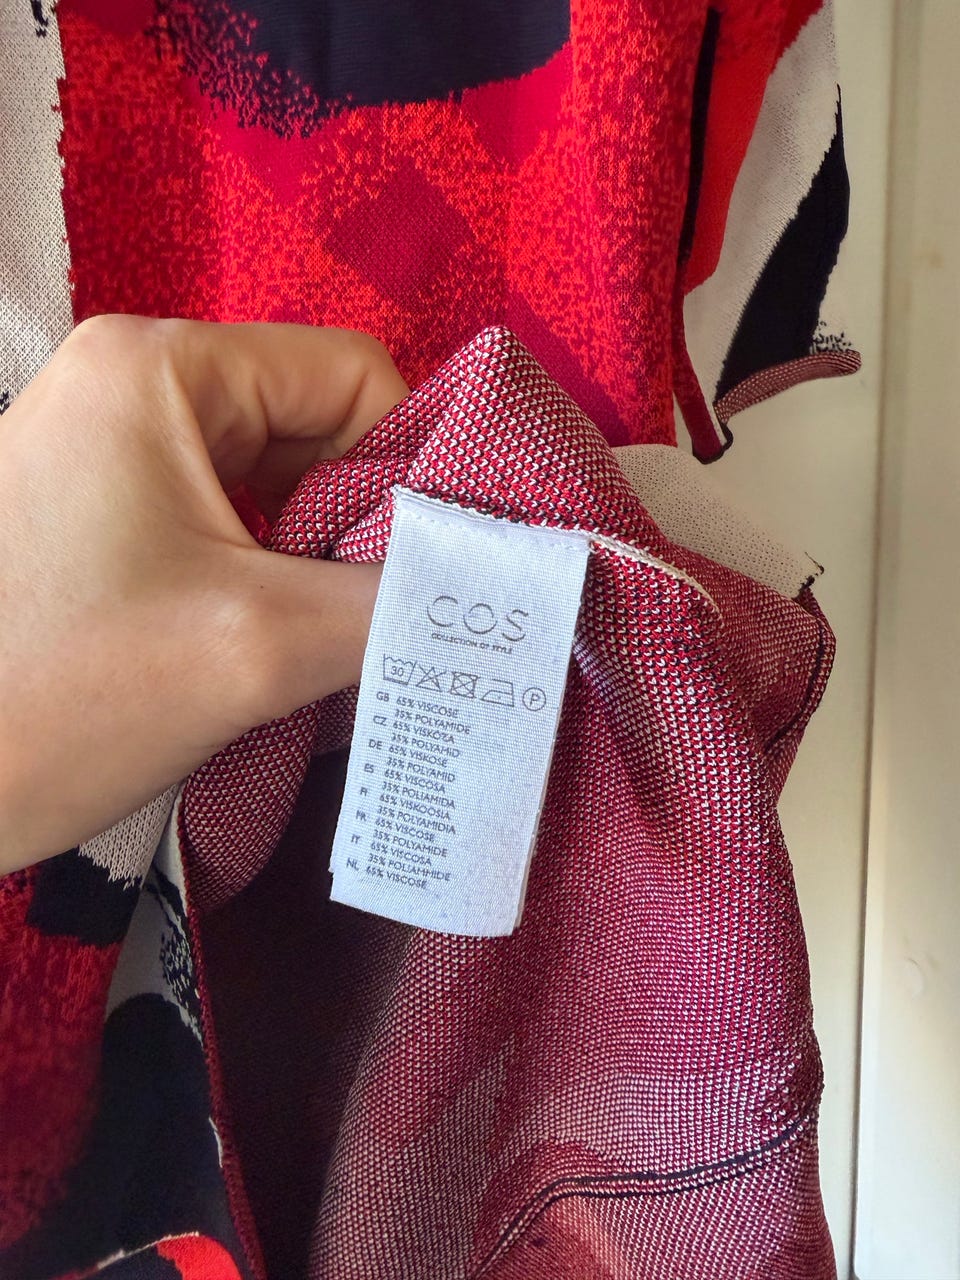 COS
COLLECTION OF STYLE
30 P
GB 65% VISCOSE
35% POLYAMIDE
CZ 65% VISKÓZA
35% POLYAMID
DE 65% VISKOSE
35% POLYAMID
ES 65% VISCOSA
35% POLIAMIDA
FI 65% VISKOOSIA
35% POLYAMIDIA
FR 65% VISCOSE
35% POLYAMIDE
IT 65% VISCOSA
35% POLIAMMIDE
NL 65% VISCOSE